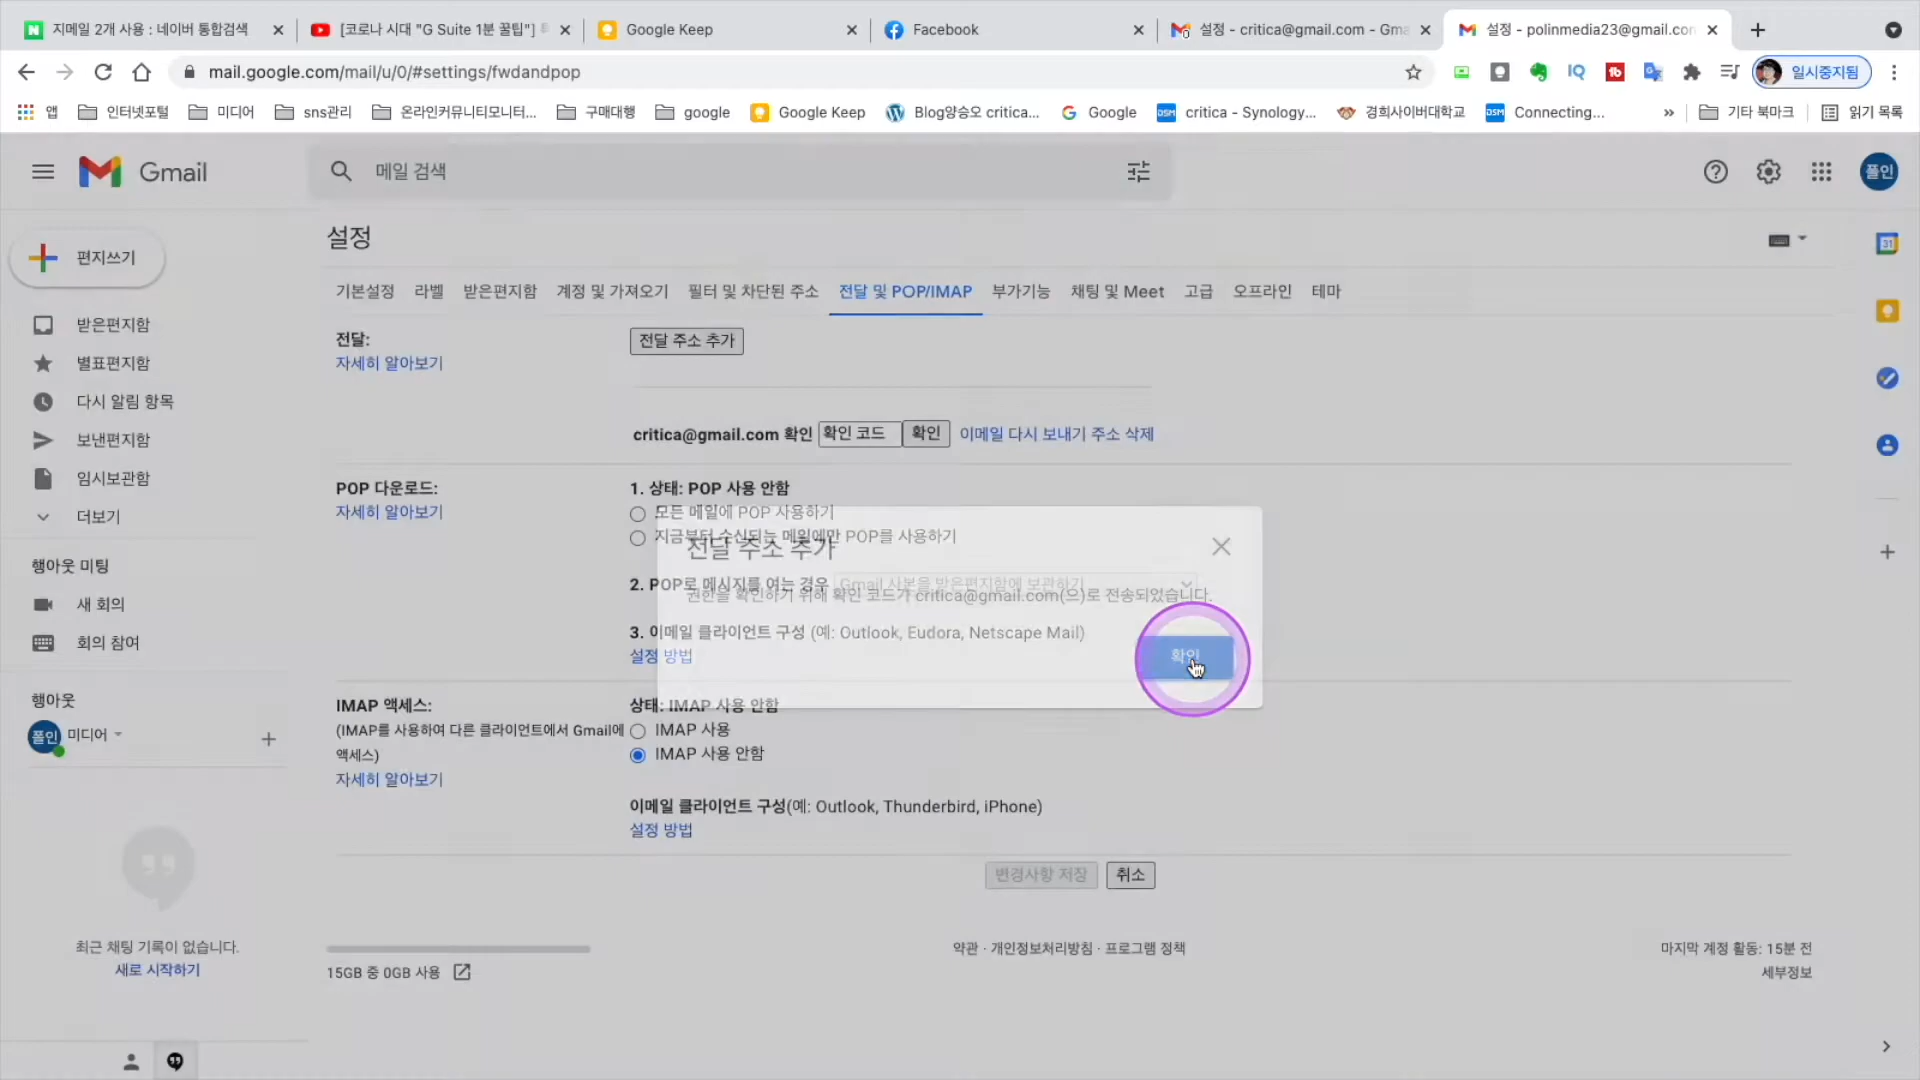 지메일 2개 사용 : 네이버 통합검색
[코로나 시대 "G Suite 1분 꿀팁"]
Google Keep
Facebook
설정 - critica@gmail.com - Gma
설정 - polinmedia23@gmail.con
mail.google.com/mail/u/0/#settings/fwdandpop
일시중지됨
앱
인터넷포털
미디어
sns관리
온라인커뮤니티모니터...
구매대행
google
Google Keep
Blog양승오 critica...
Google
critica - Synology...
경희사이버대학교
Connecting...
»
기타 북마크
읽기 목록
Gmail
메일 검색
폴인
설정
편지쓰기
기본설정
라벨
받은편지함
계정 및 가져오기
필터 및 차단된 주소
전달 및 POP/IMAP
부가기능
채팅 및 Meet
고급
오프라인
테마
받은편지함
별표편지함
다시 알림 항목
보낸편지함
임시보관함
더보기
행아웃 미팅
새 회의
회의 참여
행아웃
폴인
미디어
최근 채팅 기록이 없습니다.
새로 시작하기
전달:
자세히 알아보기
전달 주소 추가
critica@gmail.com 확인
확인 코드
확인
이메일 다시 보내기 주소 삭제
POP 다운로드:
자세히 알아보기
1. 상태: POP 사용 안함
모든 메일에 POP 사용하기
지금부터 수신되는 메일에만 POP를 사용하기
2. POP로 메시지를 여는 경우
Gmail 사본을 받은편지함에 보관하기
3. 이메일 클라이언트 구성 (예: Outlook, Eudora, Netscape Mail)
설정 방법
전달 주소 추가
권한을 확인하기 위해 확인 코드가 critica@gmail.com(으)로 전송되었습니다.
확인
IMAP 액세스:
(IMAP를 사용하여 다른 클라이언트에서 Gmail에
액세스)
자세히 알아보기
상태: IMAP 사용 안함
IMAP 사용
IMAP 사용 안함
이메일 클라이언트 구성(예: Outlook, Thunderbird, iPhone)
설정 방법
변경사항 저장
취소
15GB 중 0GB 사용
약관 · 개인정보처리방침 · 프로그램 정책
마지막 계정 활동: 15분 전
세부정보